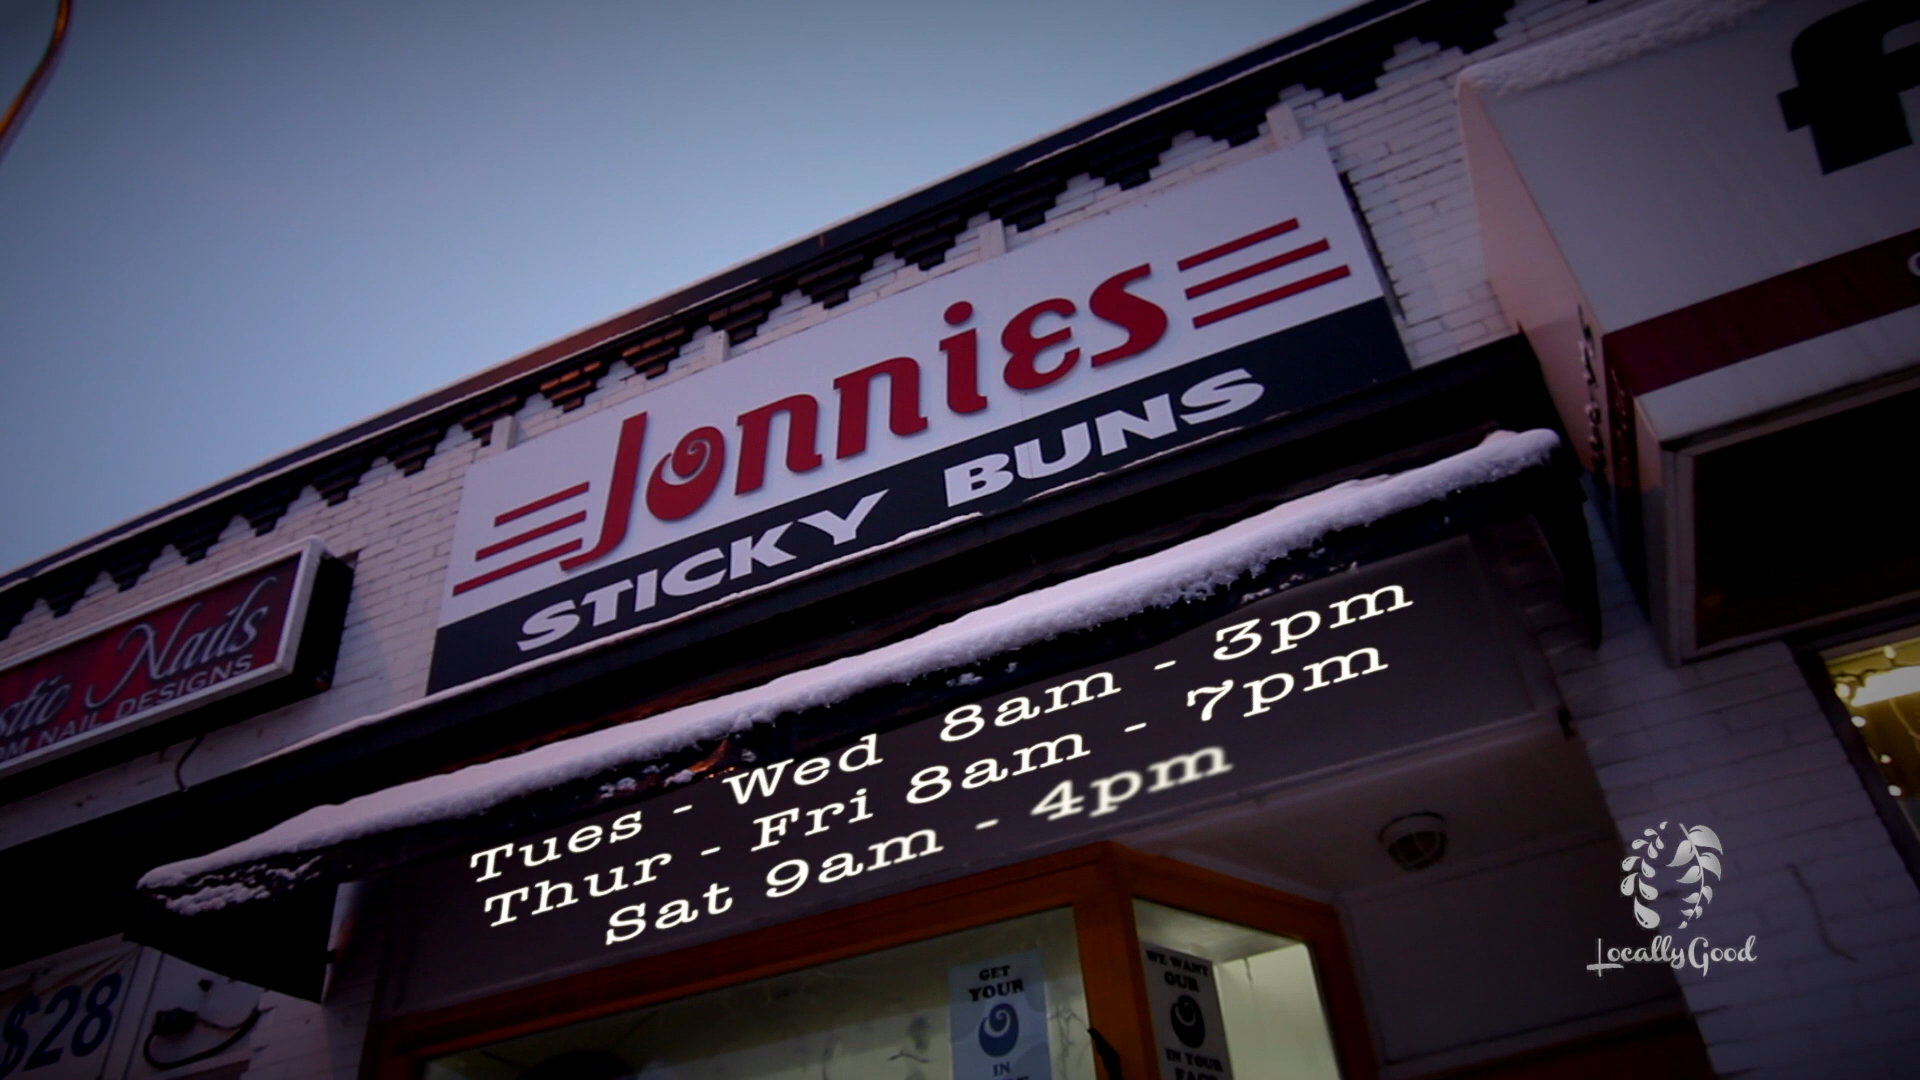 Jonnies
STICKY BUNS
Nails
NAIL DESIGNS
Tues - Wed 8am - 3pm
Thur - Fri 8am - 7pm
Sat 9am - 4pm
$28
GET
YOUR
IN
WE WANT
OUR
IN YOUR
FACE
LocallyGood